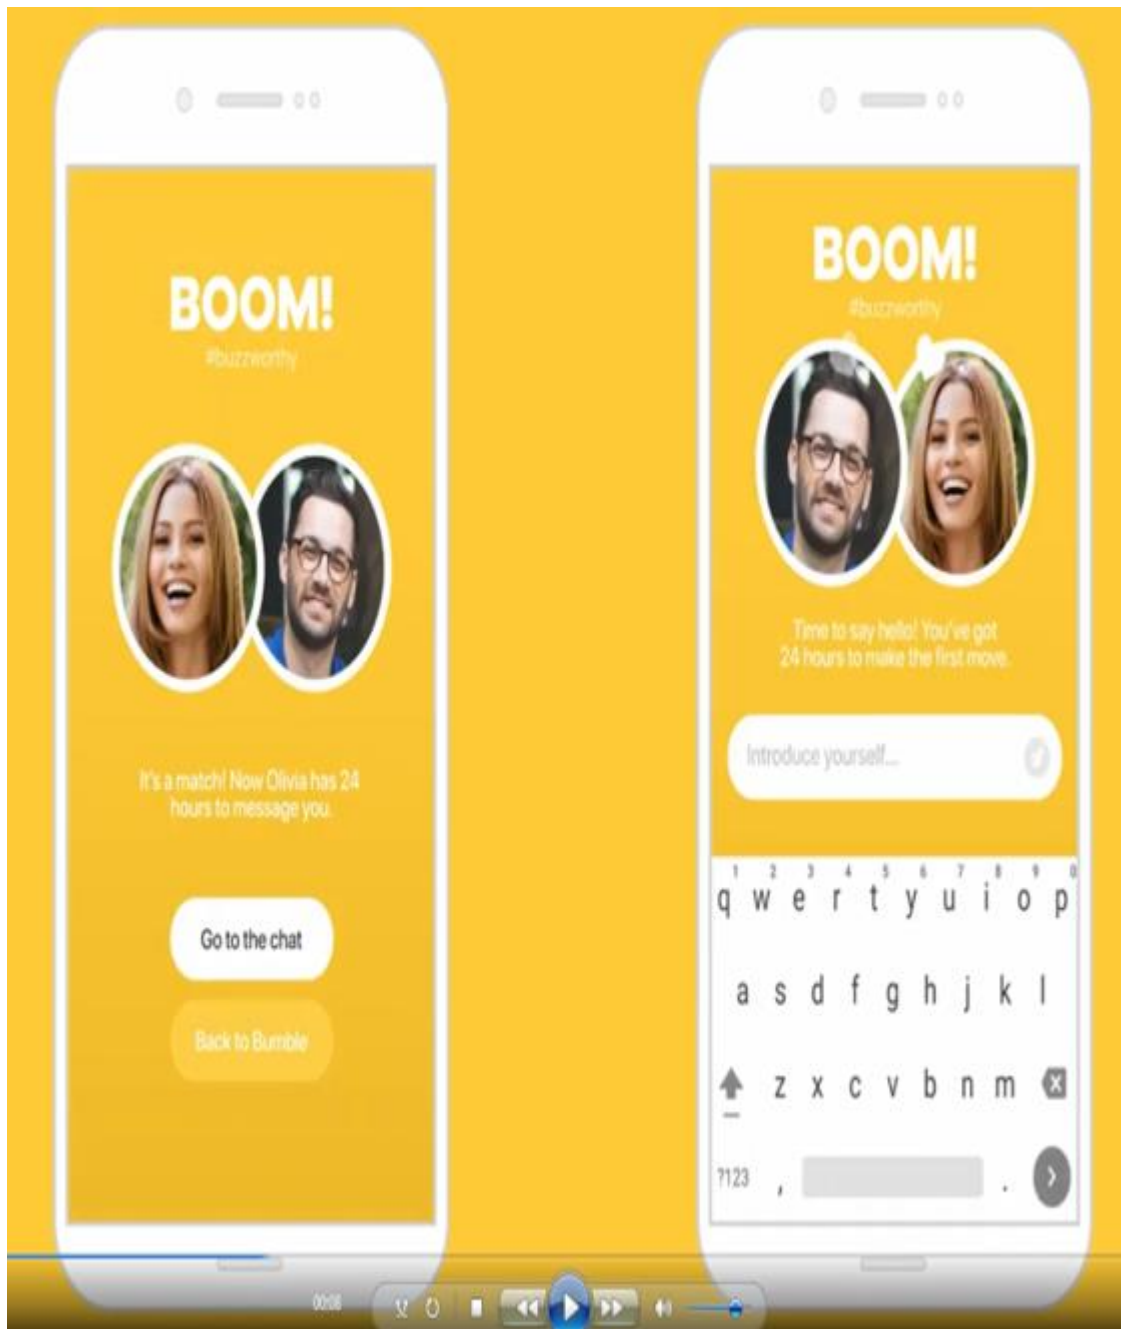 BOOM!
#buzzworthy
It's a match! Now Olivia has 24
hours to message you.
Go to the chat
Back to Bumble
BOOM!
#buzzworthy
Time to say hello! You've got
24 hours to make the first move.
Introduce yourself...
1 2 3 4 5 6 7 8 9 0
q w e r t y u i o p
a s d f g h j k l
z x c v b n m
?123 , .
00:08